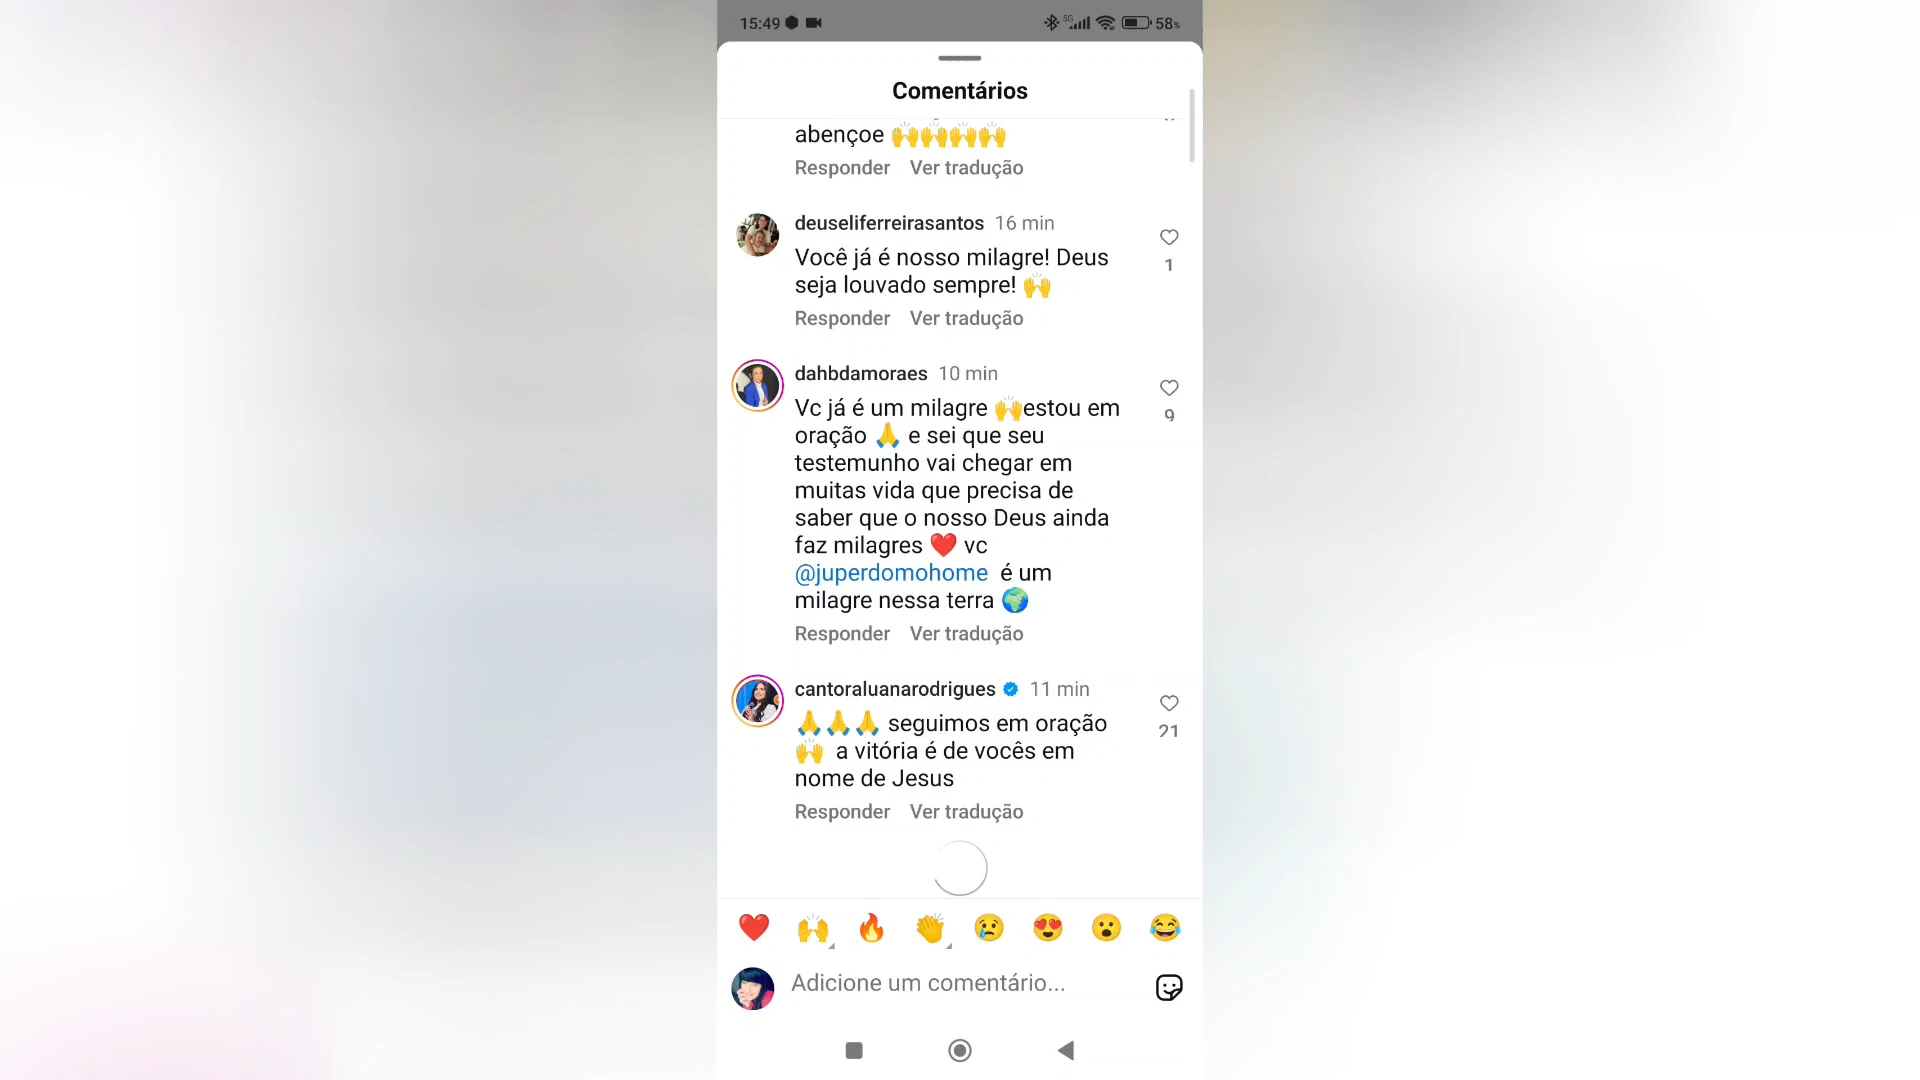 15:49 5G 58%
Comentários
abençoe 🙌🙌🙌🙌
Responder Ver tradução
deuseliferreirasantos 16 min
Você já é nosso milagre! Deus
seja louvado sempre! 🙌
1
Responder Ver tradução
dahbdamoraes 10 min
Vc já é um milagre 🙌estou em
9
oração 🙏 e sei que seu
testemunho vai chegar em
muitas vida que precisa de
saber que o nosso Deus ainda
faz milagres ❤️ vc
@juperdomohome é um
milagre nessa terra 🌍
Responder Ver tradução
cantoraluanarodrigues 11 min
🙏🙏🙏 seguimos em oração
21
🙌 a vitória é de vocês em
nome de Jesus
Responder Ver tradução
❤️ 🙌 🔥 👏 😢 😍 😮 😂
Adicione um comentário...